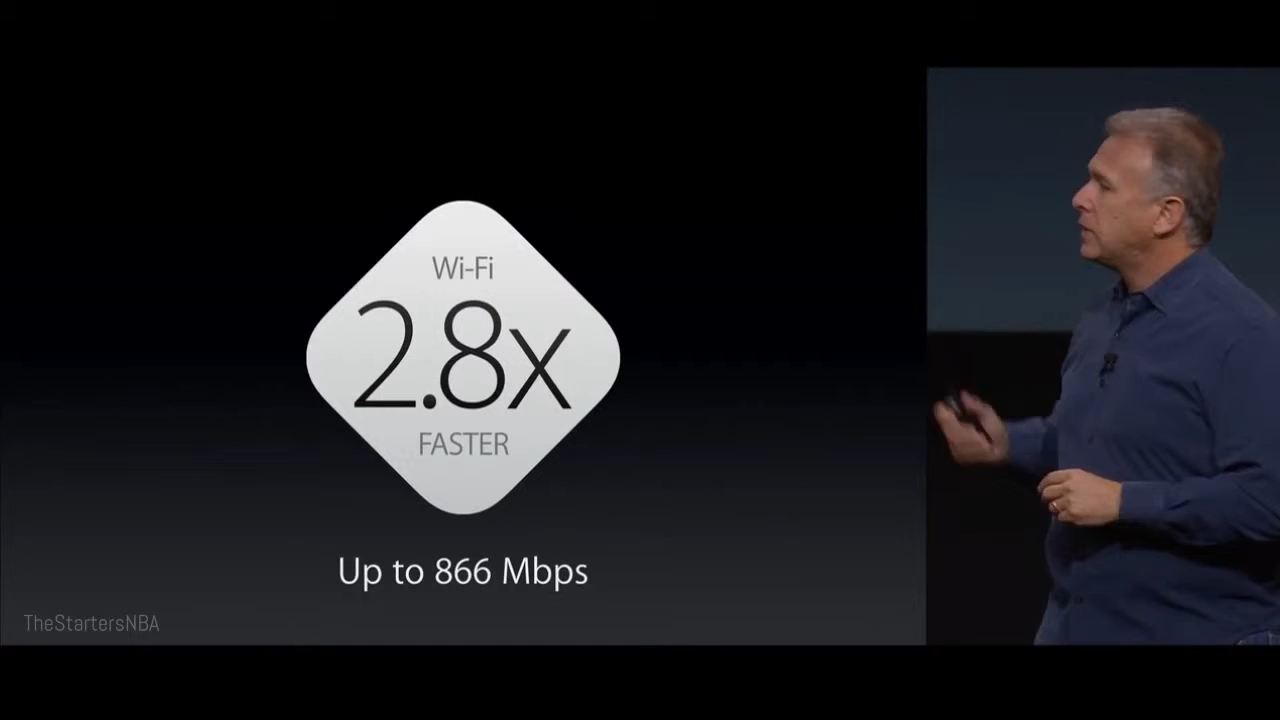 Wi-Fi
2.8x
FASTER
Up to 866 Mbps
TheStartersNBA